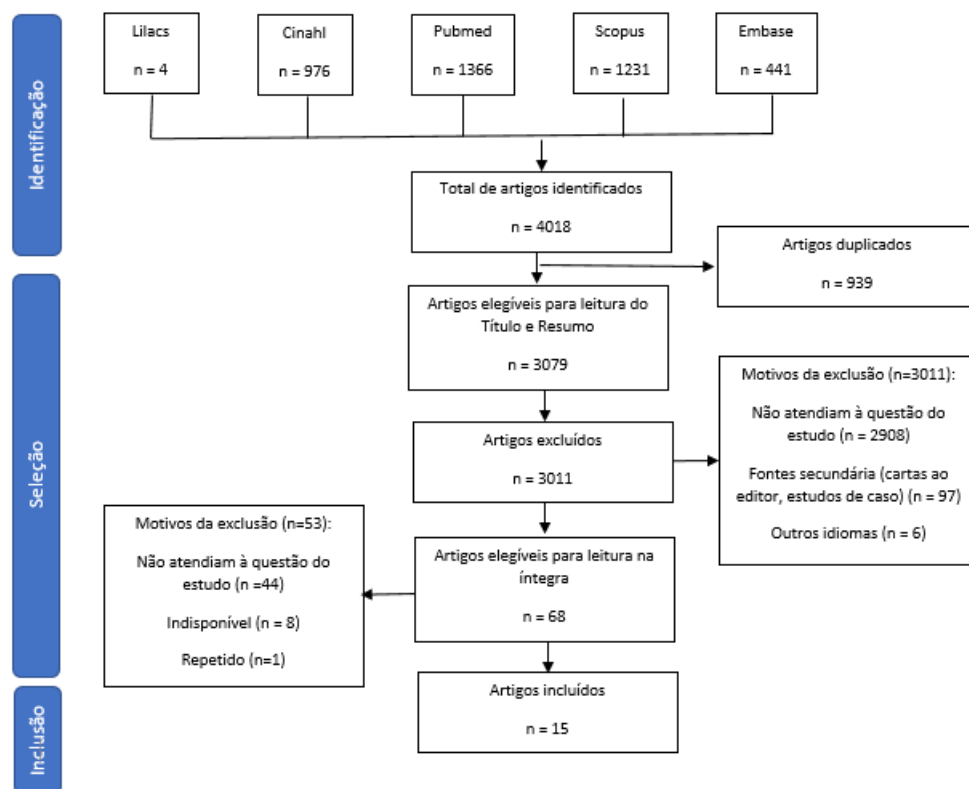 Identificação
Lilacs
n = 4
Cinahl
n = 976
Pubmed
n = 1366
Scopus
n = 1231
Embase
n = 441
Total de artigos identificados
n = 4018
Artigos duplicados
n = 939
Seleção
Artigos elegíveis para leitura do
Título e Resumo
n = 3079
Artigos excluídos
n = 3011
Motivos da exclusão (n=3011):
Não atendiam à questão do
estudo (n = 2908)
Fontes secundária (cartas ao
editor, estudos de caso) (n = 97)
Outros idiomas (n = 6)
Artigos elegíveis para leitura na
íntegra
n = 68
Motivos da exclusão (n=53):
Não atendiam à questão do
estudo (n =44)
Indisponível (n = 8)
Repetido (n=1)
Inclusão
Artigos incluídos
n = 15